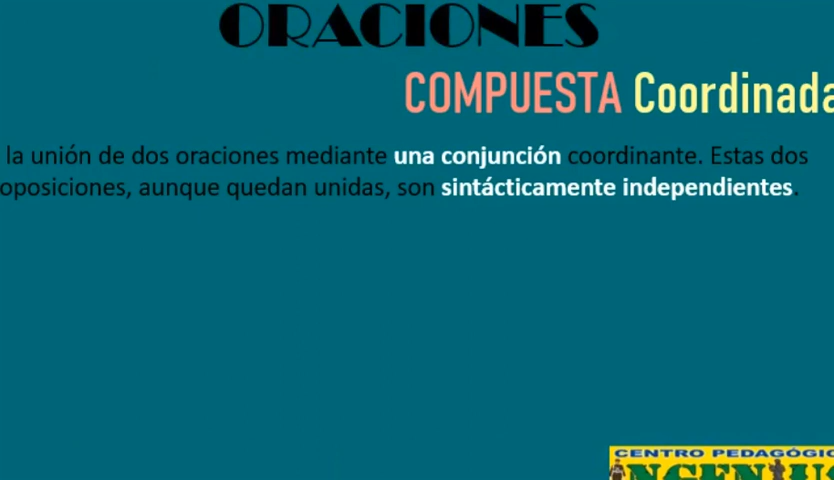 ORACIONES
COMPUESTA Coordinada
la unión de dos oraciones mediante una conjunción coordinante. Estas dos
oposiciones, aunque quedan unidas, son sintácticamente independientes.
CENTRO PEDAGÓGIC